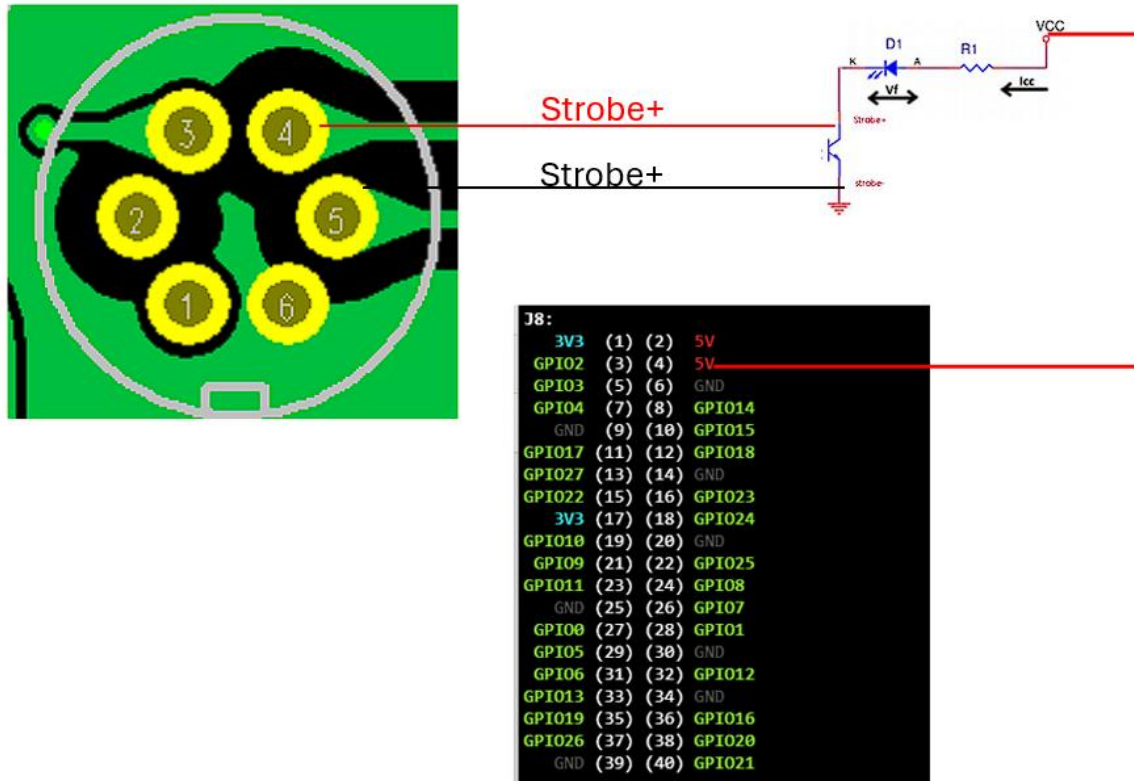 3 4
2 5
1 6
Strobe+
Strobe+
VCC
D1
R1
K
A
Vf
Icc
Strobe+
strobe-
J8:
3V3 (1) (2) 5V
GPIO2 (3) (4) 5V
GPIO3 (5) (6) GND
GPIO4 (7) (8) GPIO14
GND (9) (10) GPIO15
GPIO17 (11) (12) GPIO18
GPIO27 (13) (14) GND
GPIO22 (15) (16) GPIO23
3V3 (17) (18) GPIO24
GPIO10 (19) (20) GND
GPIO9 (21) (22) GPIO25
GPIO11 (23) (24) GPIO8
GND (25) (26) GPIO7
GPIO0 (27) (28) GPIO1
GPIO5 (29) (30) GND
GPIO6 (31) (32) GPIO12
GPIO13 (33) (34) GND
GPIO19 (35) (36) GPIO16
GPIO26 (37) (38) GPIO20
GND (39) (40) GPIO21